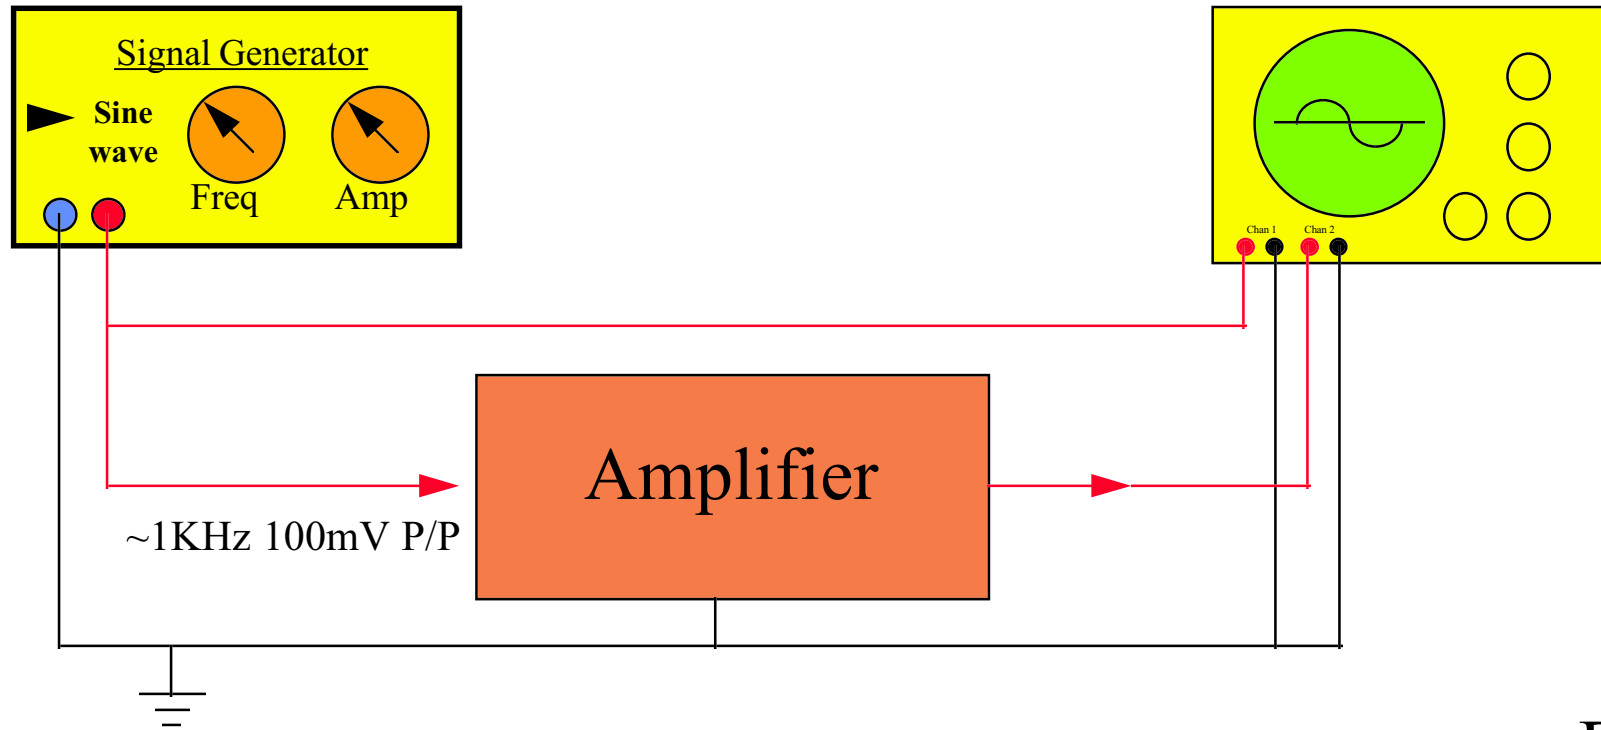 Signal Generator
Sine
wave
Freq
Amp
Chan 1
Chan 2
Amplifier
~1KHz 100mV P/P